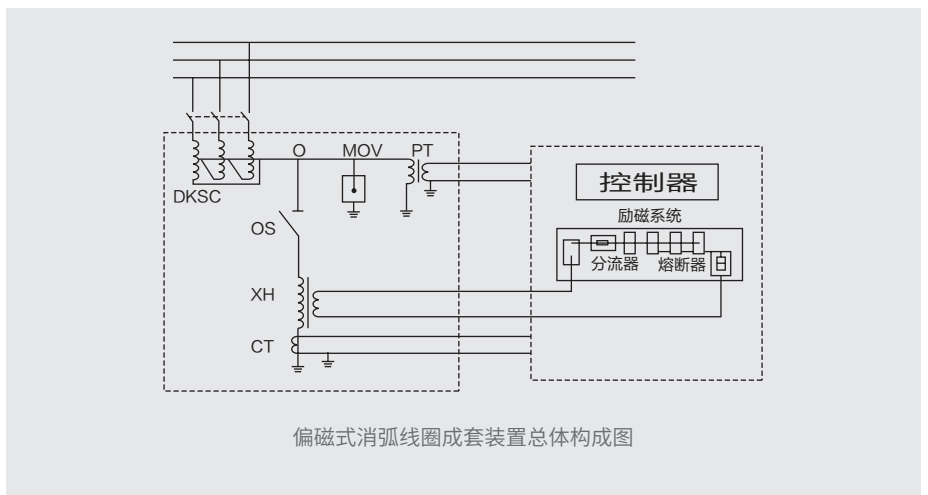 O MOV PT
DKSC
控制器
励磁系统
OS
分流器 熔断器
XH
CT
偏磁式消弧线圈成套装置总体构成图